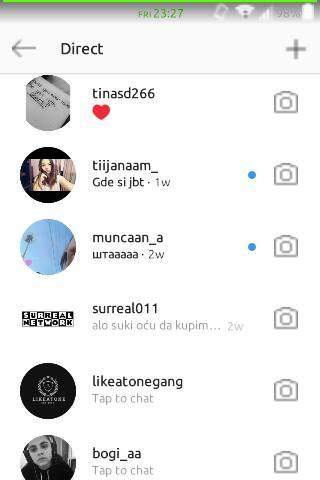 FRI 23:27
98%
Direct
tinasd266
tiijanaam_
Gde si jbt · 1w
muncaan_a
штааааа · 2w
SURREAL
NETWORK
surreal011
alo suki oću da kupim… 2w
LIKEATONE
likeatonegang
Tap to chat
bogi_aa
Tap to chat